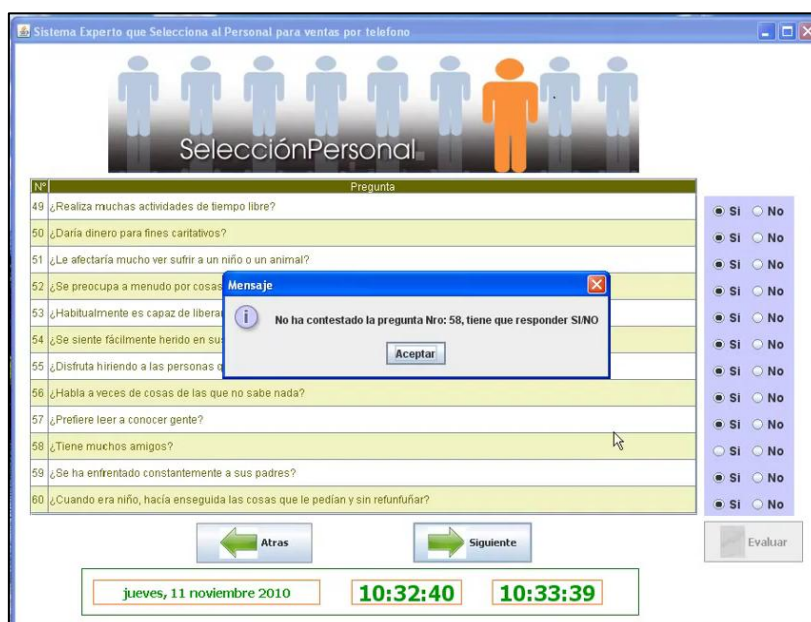 Sistema Experto que Selecciona al Personal para ventas por telefono
SelecciónPersonal
Nº Pregunta
49 ¿Realiza muchas actividades de tiempo libre? Si No
50 ¿Daría dinero para fines caritativos? Si No
51 ¿Le afectaría mucho ver sufrir a un niño o un animal? Si No
52 ¿Se preocupa a menudo por cosas Si No
53 ¿Habitualmente es capaz de Si No
54 ¿Se siente fácilmente herido en Si No
55 ¿Disfruta hiriendo a las personas Si No
56 ¿Habla a veces de cosas de las que no sabe nada? Si No
57 ¿Prefiere leer a conocer gente? Si No
58 ¿Tiene muchos amigos? Si No
59 ¿Se ha enfrentado constantemente a sus padres? Si No
60 ¿Cuando era niño, hacía enseguida las cosas que le pedían y sin refunfuñar? Si No
Mensaje
No ha contestado la pregunta Nro: 58, tiene que responder SI/NO
Aceptar
Atras Siguiente Evaluar
jueves, 11 noviembre 2010 10:32:40 10:33:39